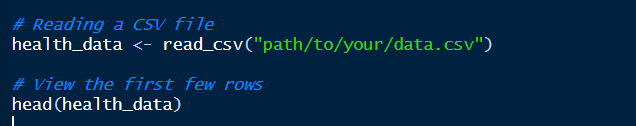 # Reading a CSV file
health_data <- read_csv("path/to/your/data.csv")
# View the first few rows
head(health_data)